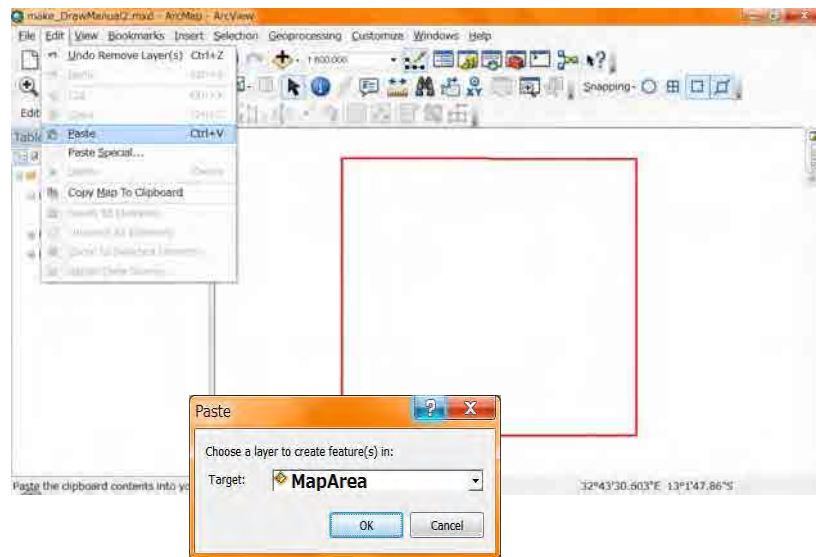 make_DrawManual2.mxd - ArcMap - ArcView
File Edit View Bookmarks Insert Selection Geoprocessing Customize Windows Help
Undo Remove Layer(s) Ctrl+Z
Snapping-
Edit
Paste Ctrl+V
Table
Paste Special...
Copy Map To Clipboard
Paste
Choose a layer to create feature(s) in:
Target: MapArea
OK Cancel
Paste the clipboard contents into yo
32°43'30.603"E 13°1'47.86"S